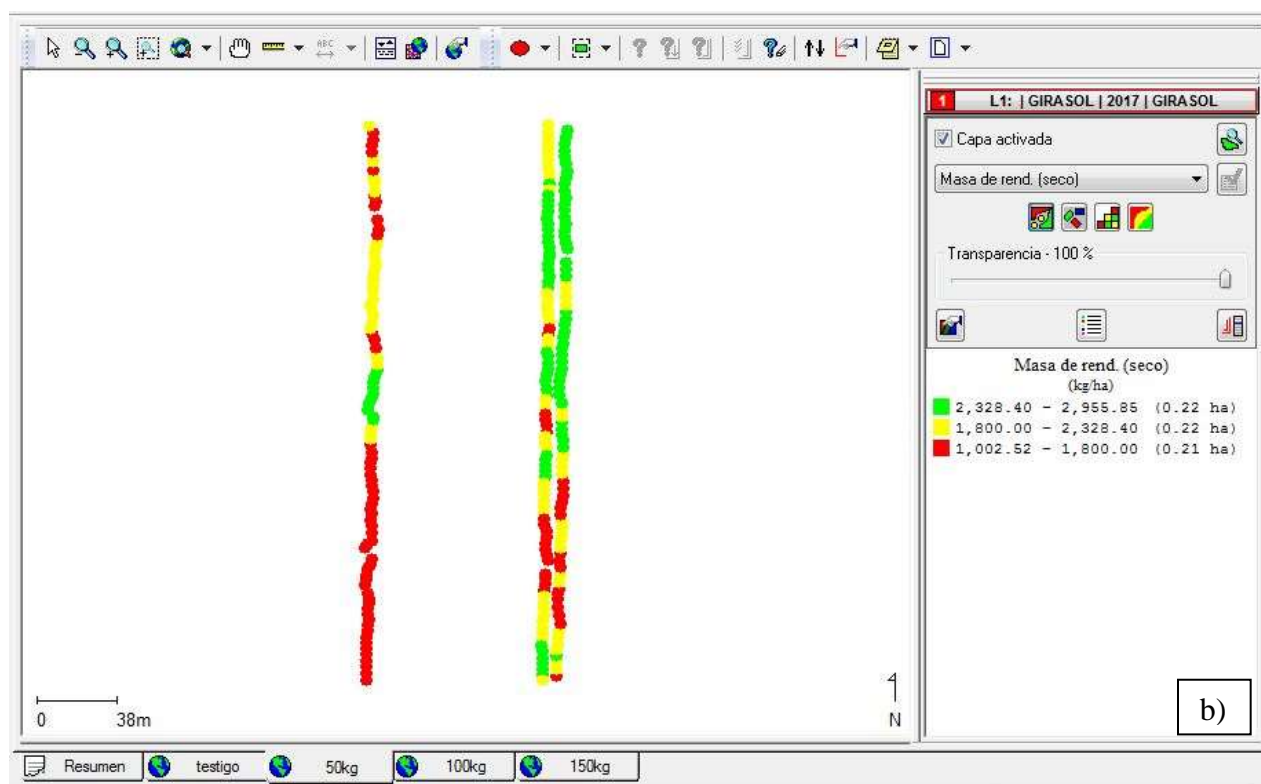 ABC
1 L1: | GIRASOL | 2017 | GIRASOL
Capa activada
Masa de rend. (seco)
Transparencia - 100 %
Masa de rend. (seco)
(kg/ha)
2,328.40 - 2,955.85 (0.22 ha)
1,800.00 - 2,328.40 (0.22 ha)
1,002.52 - 1,800.00 (0.21 ha)
0 38m
N
b)
Resumen testigo 50kg 100kg 150kg